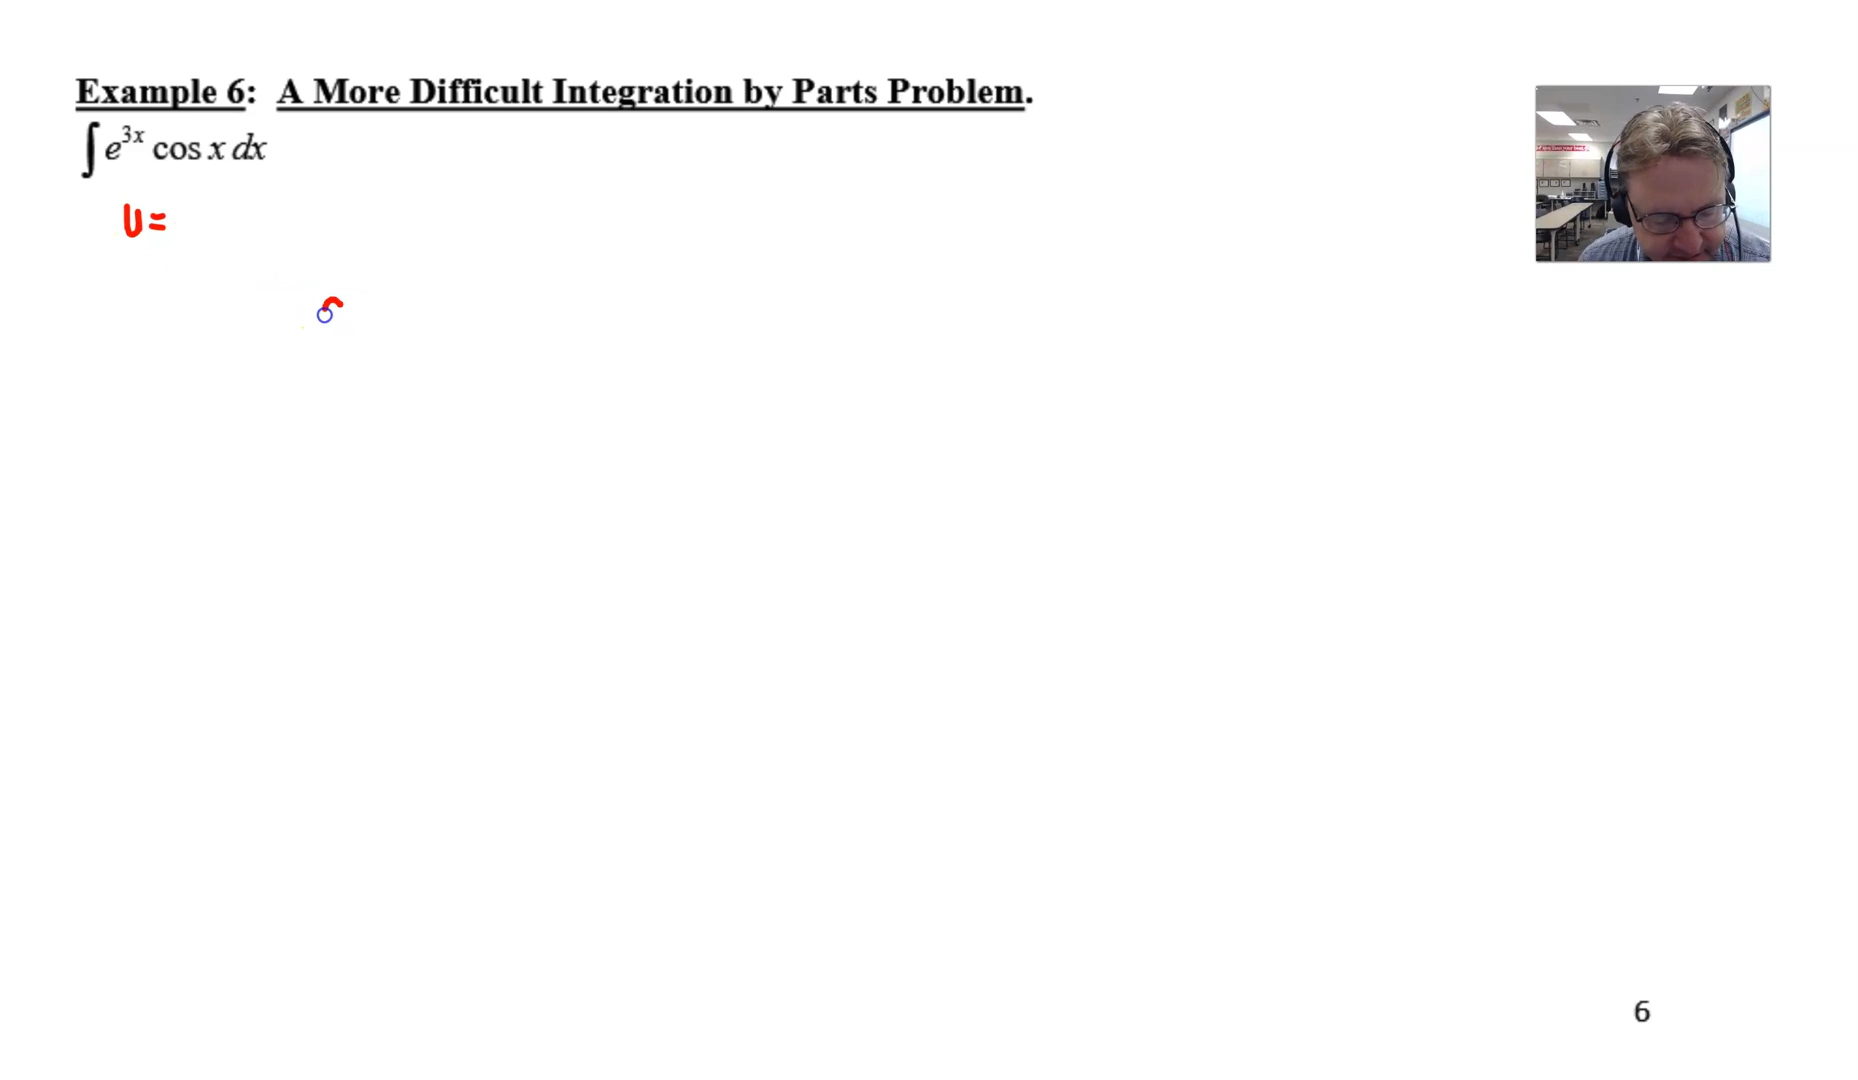 Example 6: A More Difficult Integration by Parts Problem.
∫ e^{3x} cos x dx
u =
6